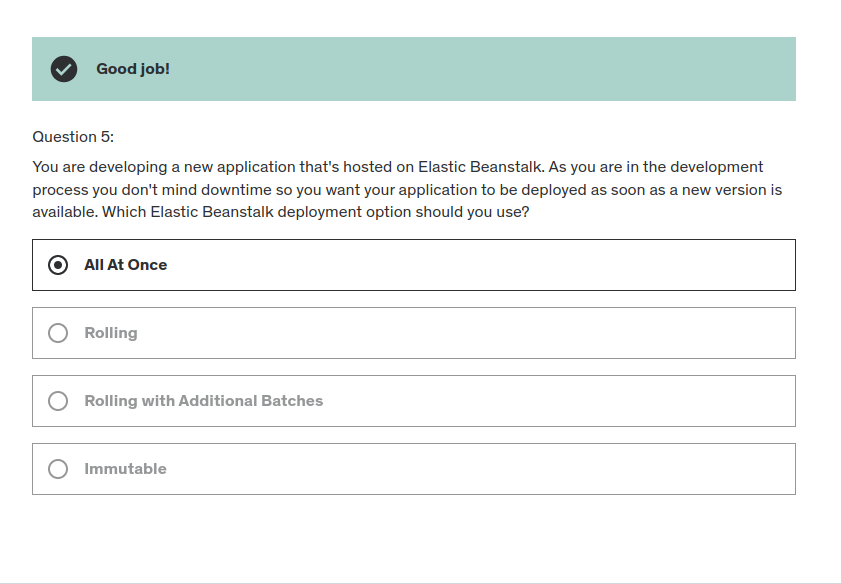 Good job!
Question 5:
You are developing a new application that's hosted on Elastic Beanstalk. As you are in the development
process you don't mind downtime so you want your application to be deployed as soon as a new version is
available. Which Elastic Beanstalk deployment option should you use?
All At Once
Rolling
Rolling with Additional Batches
Immutable